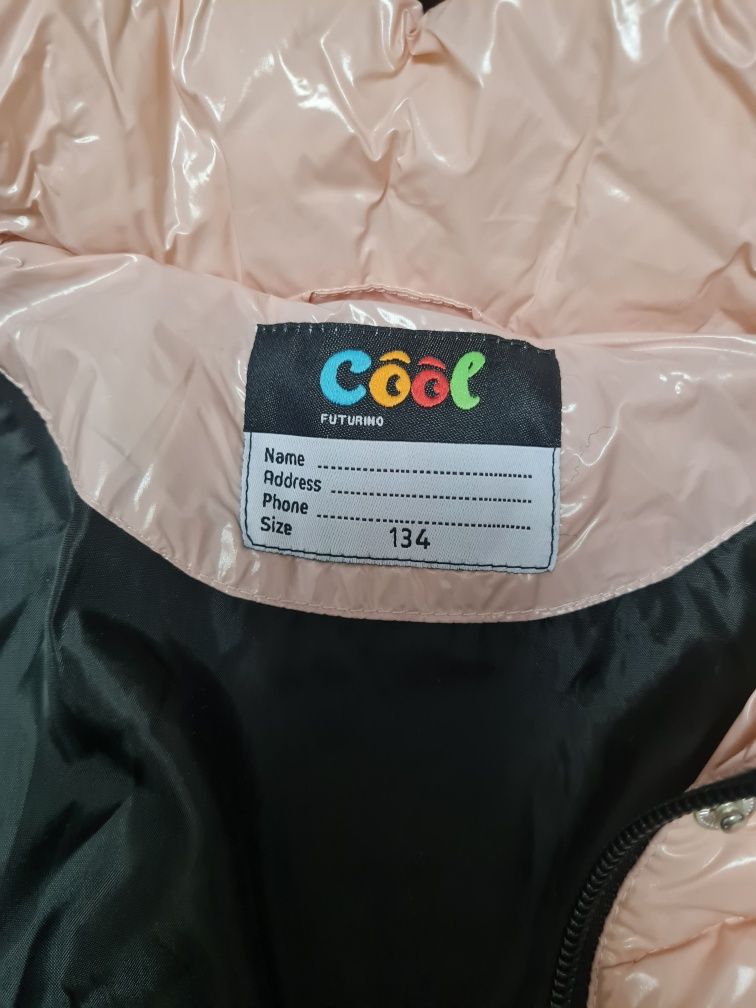 côôl
FUTURINO
Name ................................
Address ................................
Phone ................................
Size 134